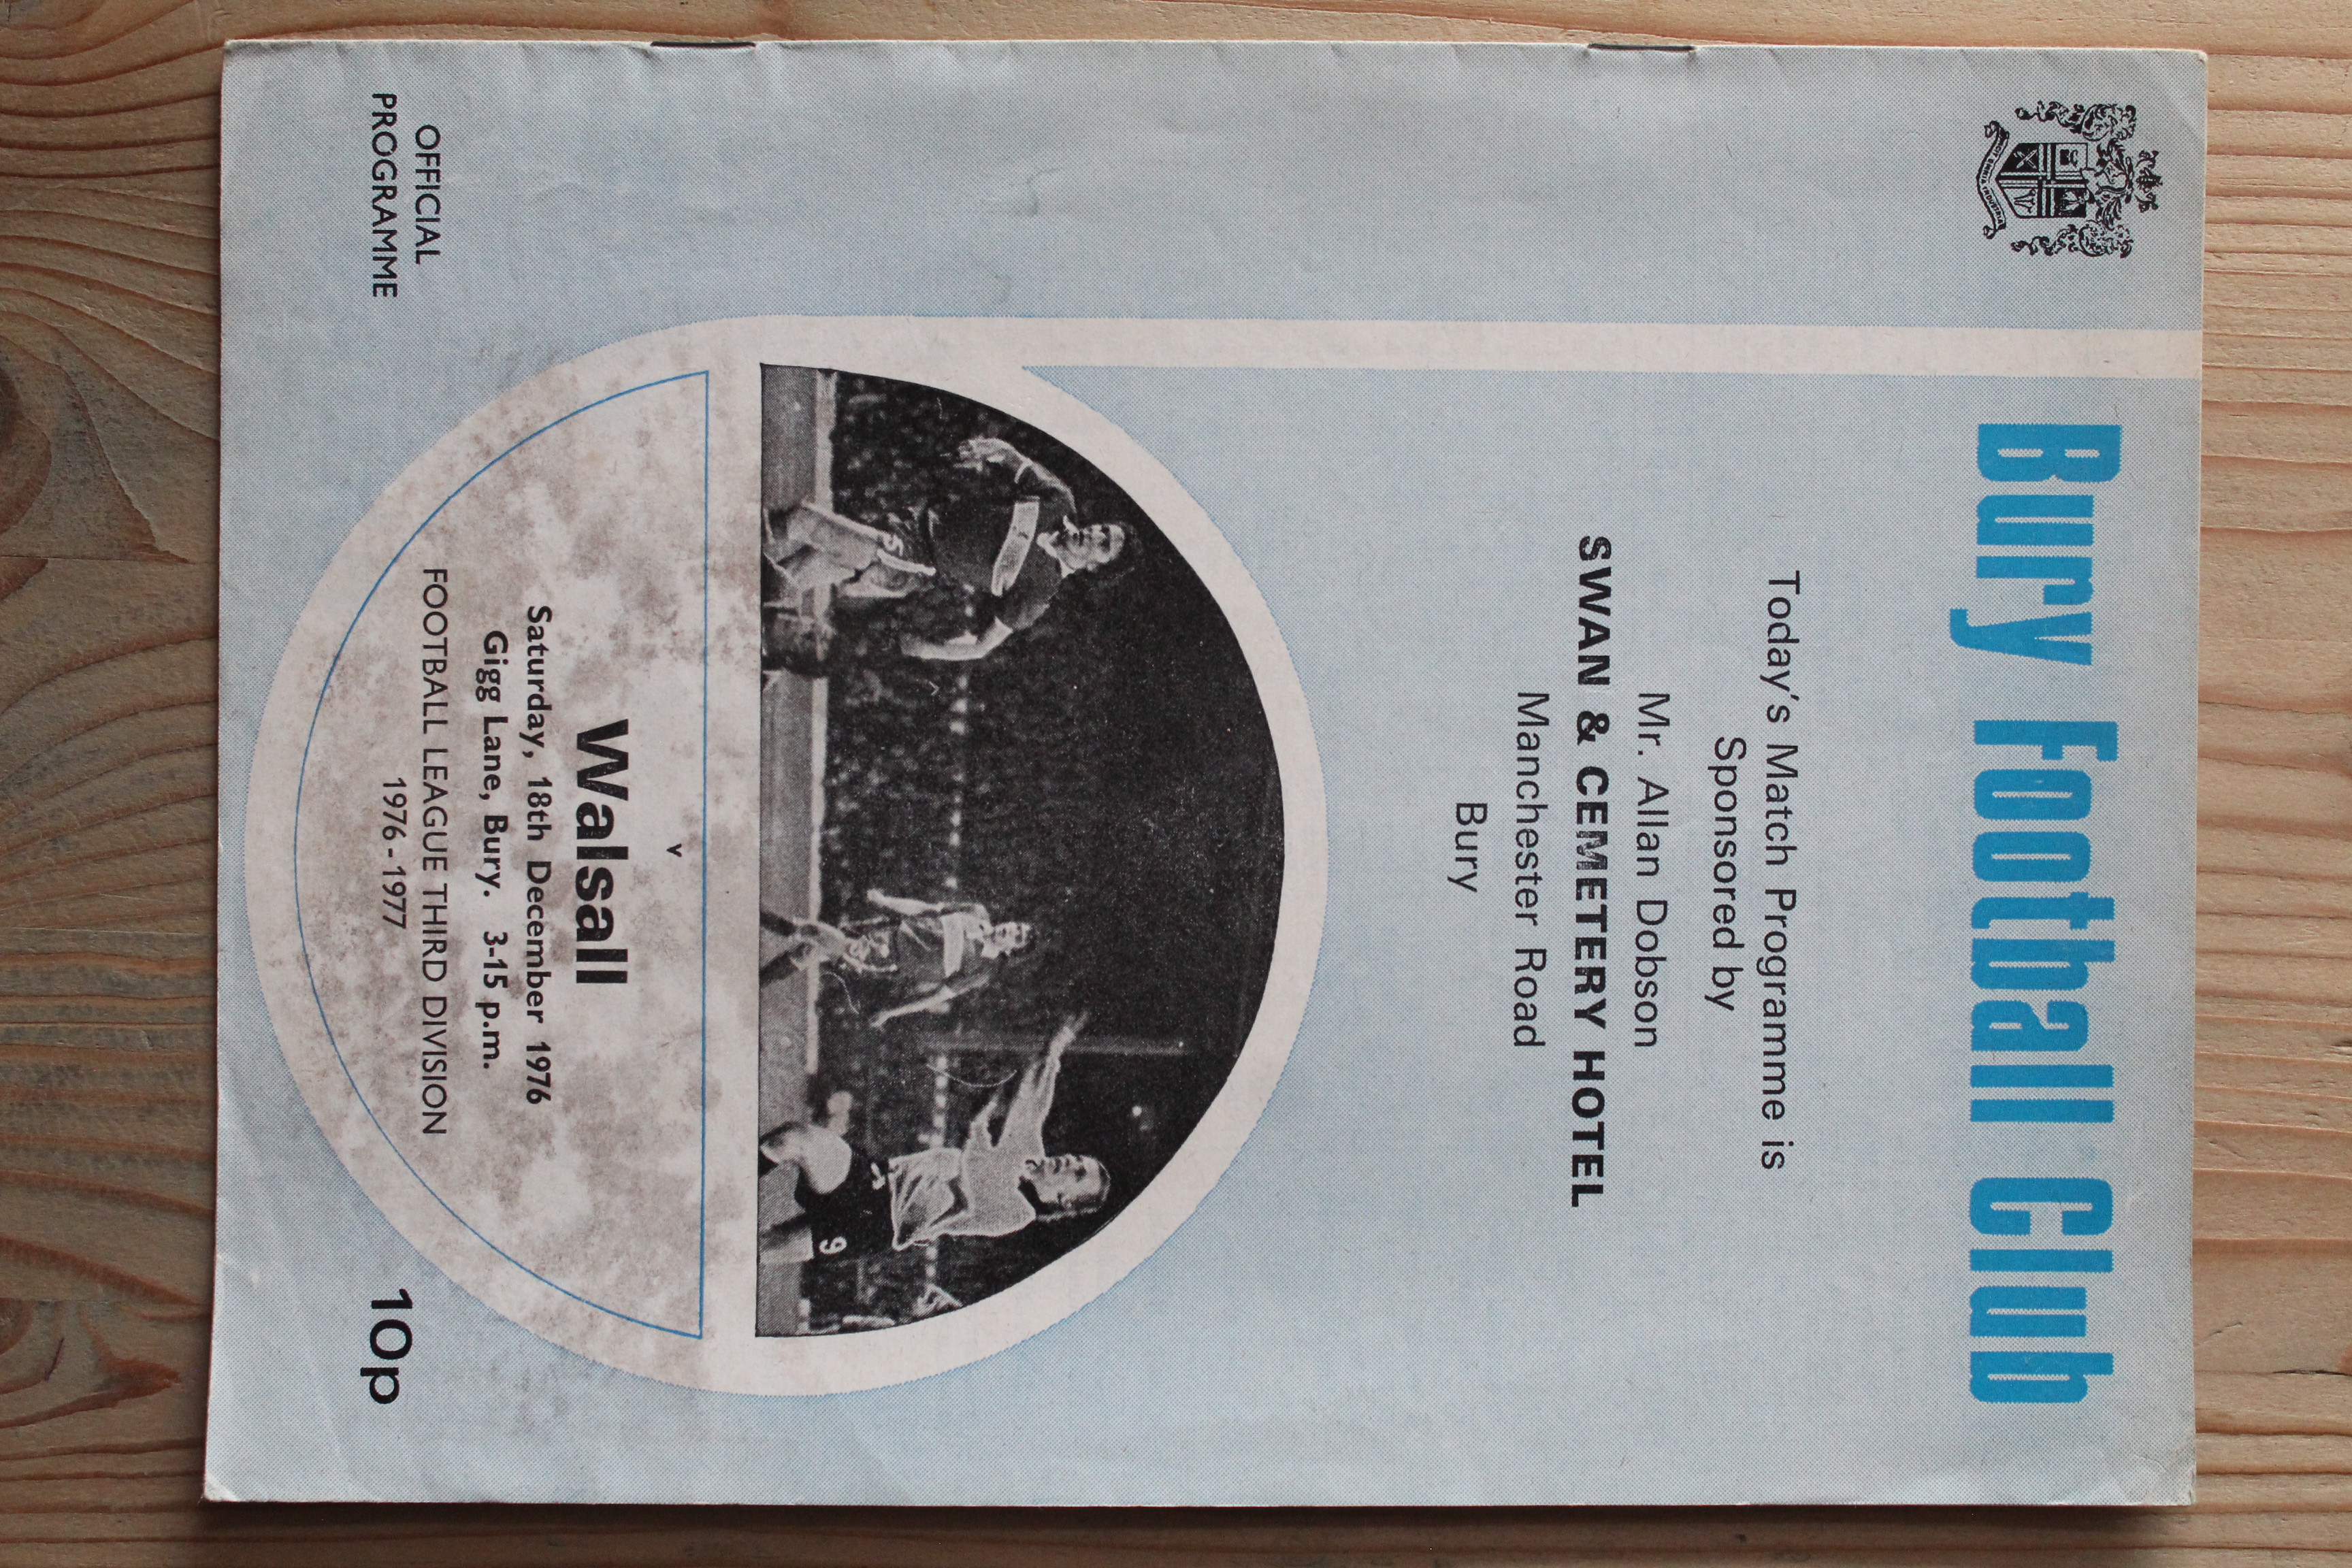 Bury Football Club
Today's Match Programme is
Sponsored by
Mr. Allan Dobson
SWAN & CEMETERY HOTEL
Manchester Road
Bury
9
v
Walsall
Saturday, 18th December 1976
Gigg Lane, Bury. 3-15 p.m.
FOOTBALL LEAGUE THIRD DIVISION
1976-1977
OFFICIAL
PROGRAMME
10p